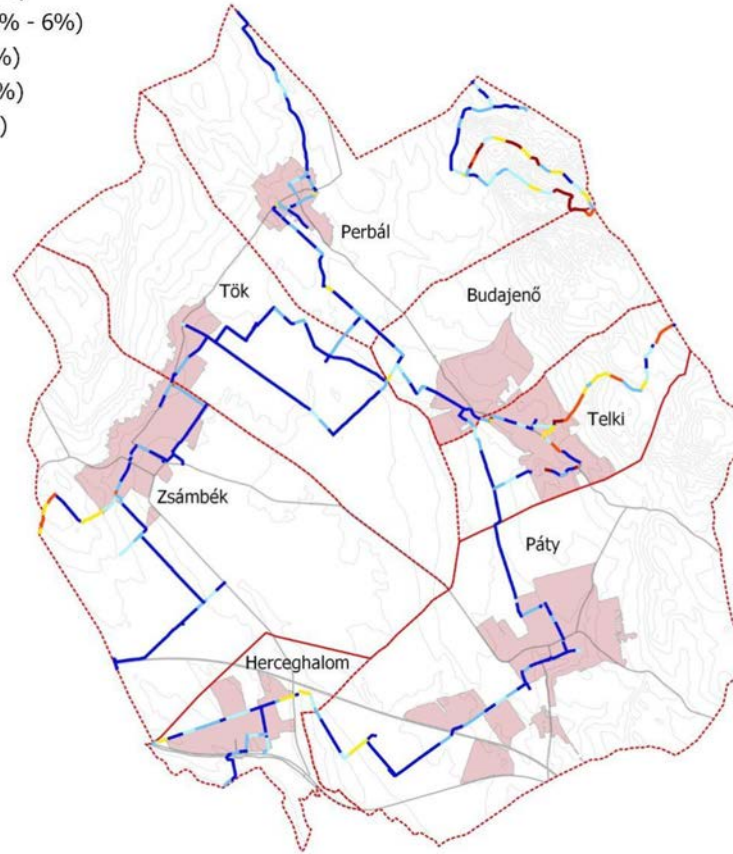 % - 6%)
%)
%)
)
Perbál
Tök
Budajenő
Telki
Zsámbék
Páty
Herceghalom